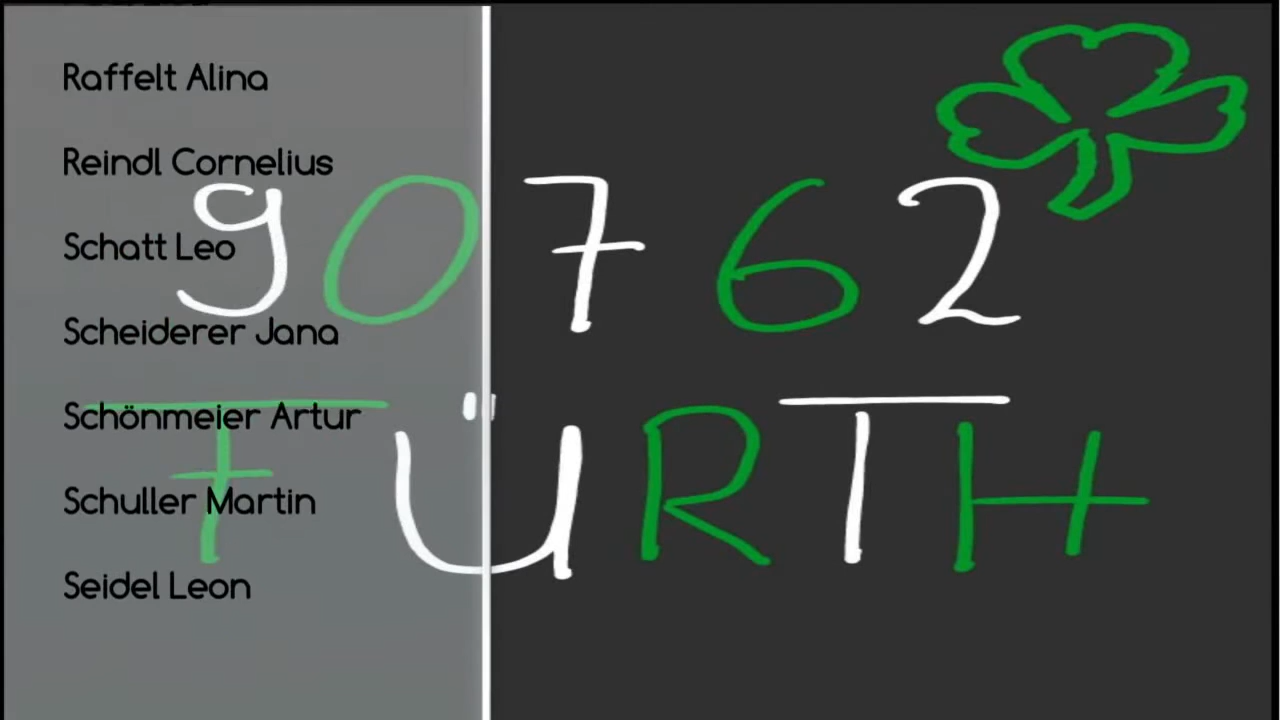 Raffelt Alina
Reindl Cornelius
Schatt Leo
Scheiderer Jana
Schönmeier Artur
Schuller Martin
Seidel Leon
90762
FÜRTH